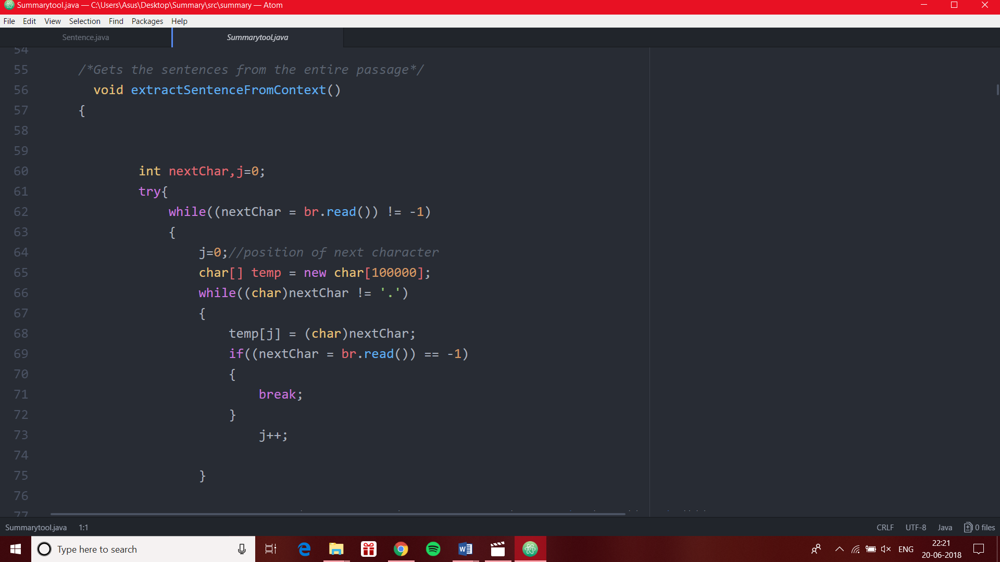 Summarytool.java — C:\Users\Asus\Desktop\Summary\src\summary — Atom
File Edit View Selection Find Packages Help
Sentence.java Summarytool.java
54
55 /*Gets the sentences from the entire passage*/
56 void extractSentenceFromContext()
57 {
58
59
60 int nextChar,j=0;
61 try{
62 while((nextChar = br.read()) != -1)
63 {
64 j=0;//position of next character
65 char[] temp = new char[100000];
66 while((char)nextChar != '.')
67 {
68 temp[j] = (char)nextChar;
69 if((nextChar = br.read()) == -1)
70 {
71 break;
72 }
73 j++;
74
75 }
76
77
Summarytool.java 1:1 CRLF UTF-8 Java 0 files
Type here to search
ENG
22:21
20-06-2018